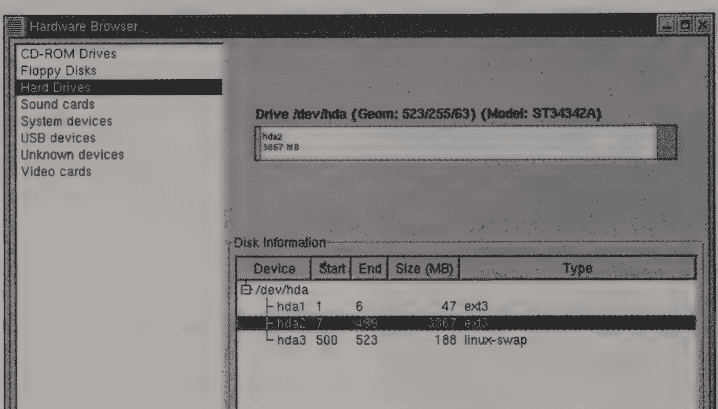 Hardware Browser
CD-ROM Drives
Floppy Disks
Hard Drives
Sound cards
System devices
USB devices
Unknown devices
Video cards
Drive /dev/hda (Geom: 523/255/63) (Model: ST34342A)
hda2
3867 MB
Disk Information
Device Start End Size (MB) Type
/dev/hda
hda1 1 6 47 ext3
hda2 7 499 3867 ext3
hda3 500 523 188 linux-swap